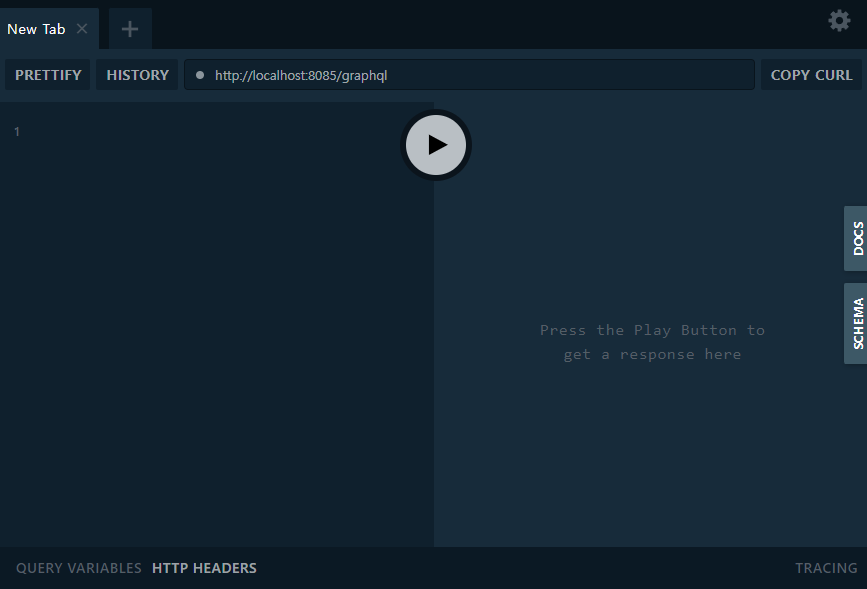 New Tab
PRETTIFY HISTORY http://localhost:8085/graphql COPY CURL
1
DOCS
SCHEMA
Press the Play Button to
get a response here
QUERY VARIABLES HTTP HEADERS TRACING